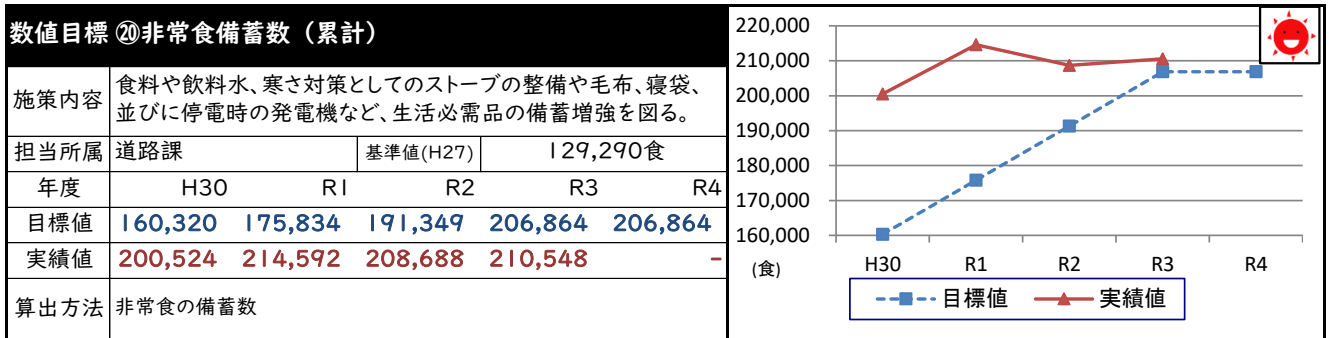 数値目標 ⑳非常食備蓄数（累計）
施策内容 食料や飲料水、寒さ対策としてのストーブの整備や毛布、寝袋、
並びに停電時の発電機など、生活必需品の備蓄増強を図る。
担当所属 道路課 基準値(H27) 129,290食
年度 H30 R1 R2 R3 R4
目標値 160,320 175,834 191,349 206,864 206,864
実績値 200,524 214,592 208,688 210,548 -
算出方法 非常食の備蓄数
220,000
210,000
200,000
190,000
180,000
170,000
160,000
(食) H30 R1 R2 R3 R4
目標値 実績値